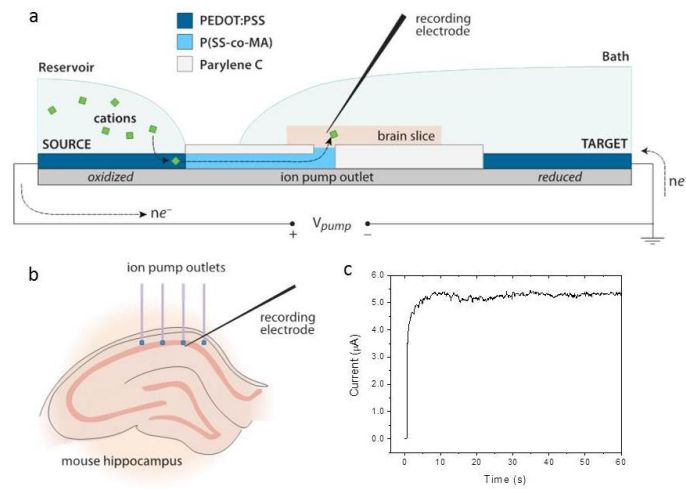 a
PEDOT:PSS
P(SS-co-MA)
Parylene C
recording
electrode
Reservoir
Bath
cations
brain slice
SOURCE
TARGET
oxidized
ion pump outlet
reduced
ne⁻
ne⁻
V pump
+
−
b
ion pump outlets
recording
electrode
mouse hippocampus
c
6.0
5.0
4.0
3.0
2.0
1.0
0.0
Current (µA)
0 10 20 30 40 50 60
Time (s)